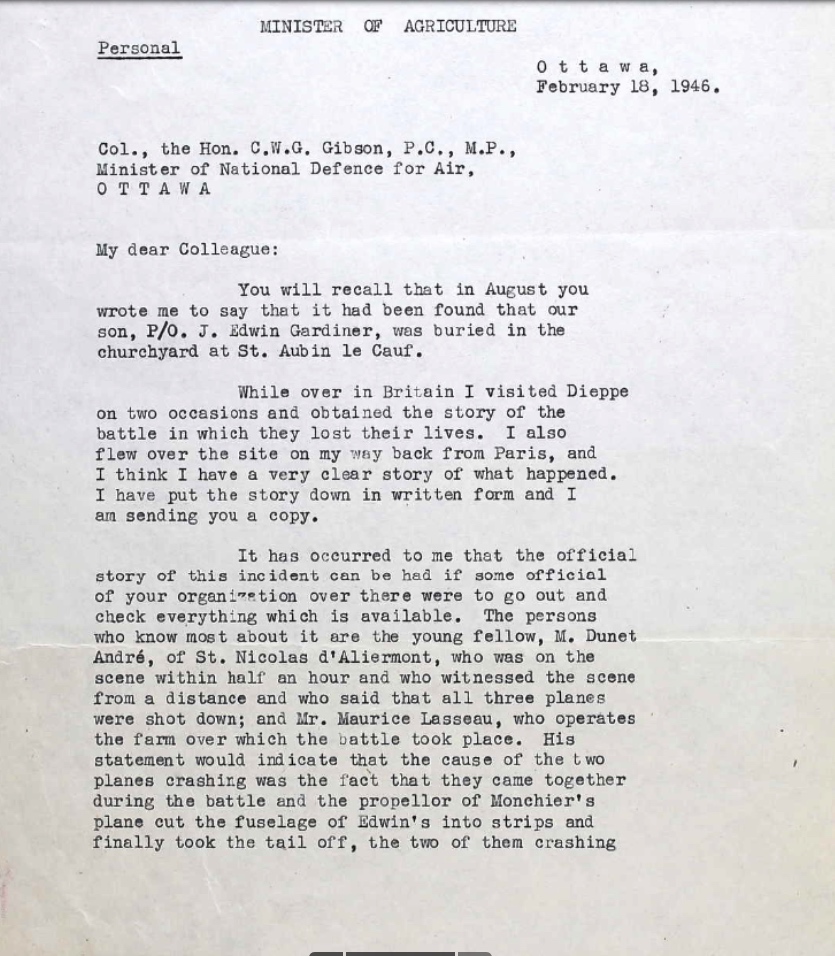 MINISTER OF AGRICULTURE
Personal
O t t a w a,
February 18, 1946.
Col., the Hon. C.W.G. Gibson, P.C., M.P.,
Minister of National Defence for Air,
O T T A W A
My dear Colleague:
You will recall that in August you
wrote me to say that it had been found that our
son, P/O. J. Edwin Gardiner, was buried in the
churchyard at St. Aubin le Cauf.
While over in Britain I visited Dieppe
on two occasions and obtained the story of the
battle in which they lost their lives. I also
flew over the site on my way back from Paris, and
I think I have a very clear story of what happened.
I have put the story down in written form and I
am sending you a copy.
It has occurred to me that the official
story of this incident can be had if some official
of your organization over there were to go out and
check everything which is available. The persons
who know most about it are the young fellow, M. Dunet
André, of St. Nicolas d'Aliermont, who was on the
scene within half an hour and who witnessed the scene
from a distance and who said that all three planes
were shot down; and Mr. Maurice Lasseau, who operates
the farm over which the battle took place. His
statement would indicate that the cause of the two
planes crashing was the fact that they came together
during the battle and the propellor of Monchier's
plane cut the fuselage of Edwin's into strips and
finally took the tail off, the two of them crashing